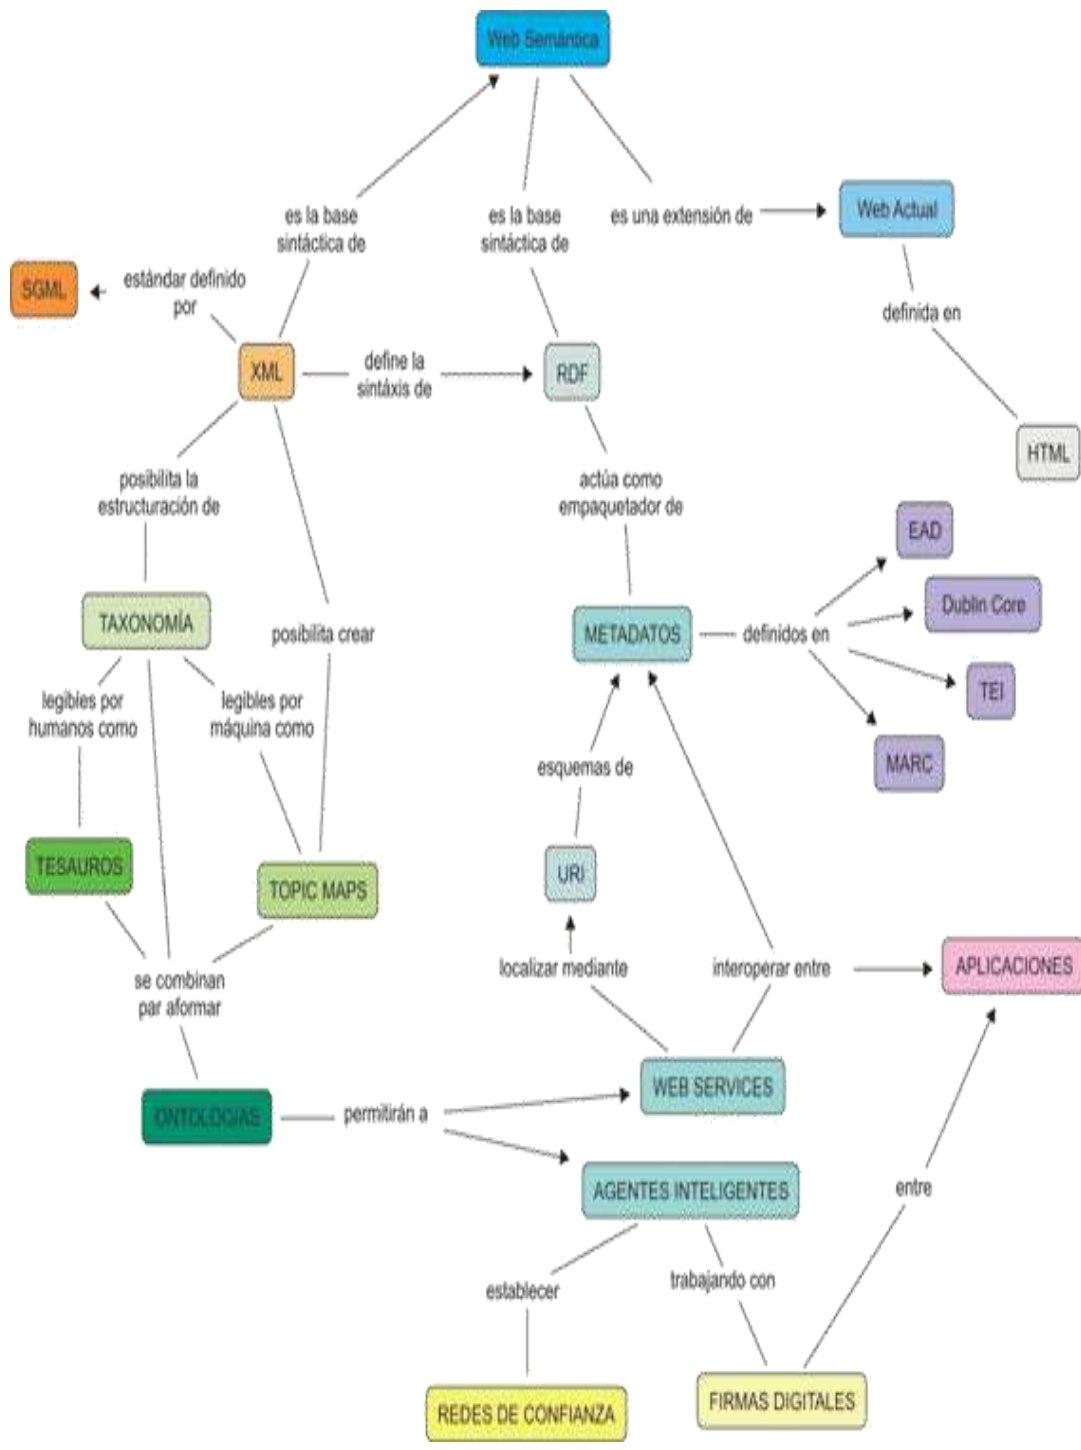 Web Semántica
es la base
sintáctica de
es la base
sintáctica de
es una extensión de
Web Actual
SGML
estándar definido
por
definida en
XML
define la
sintáxis de
RDF
HTML
posibilita la
estructuración de
actúa como
empaquetador de
EAD
Dublin Core
TAXONOMÍA
posibilita crear
METADATOS
definidos en
TEI
legibles por
humanos como
legibles por
máquina como
MARC
esquemas de
TESAUROS
TOPIC MAPS
URI
se combinan
par aformar
localizar mediante
interoperar entre
APLICACIONES
ONTOLOGIAS
permitirán a
WEB SERVICES
AGENTES INTELIGENTES
entre
establecer
trabajando con
REDES DE CONFIANZA
FIRMAS DIGITALES